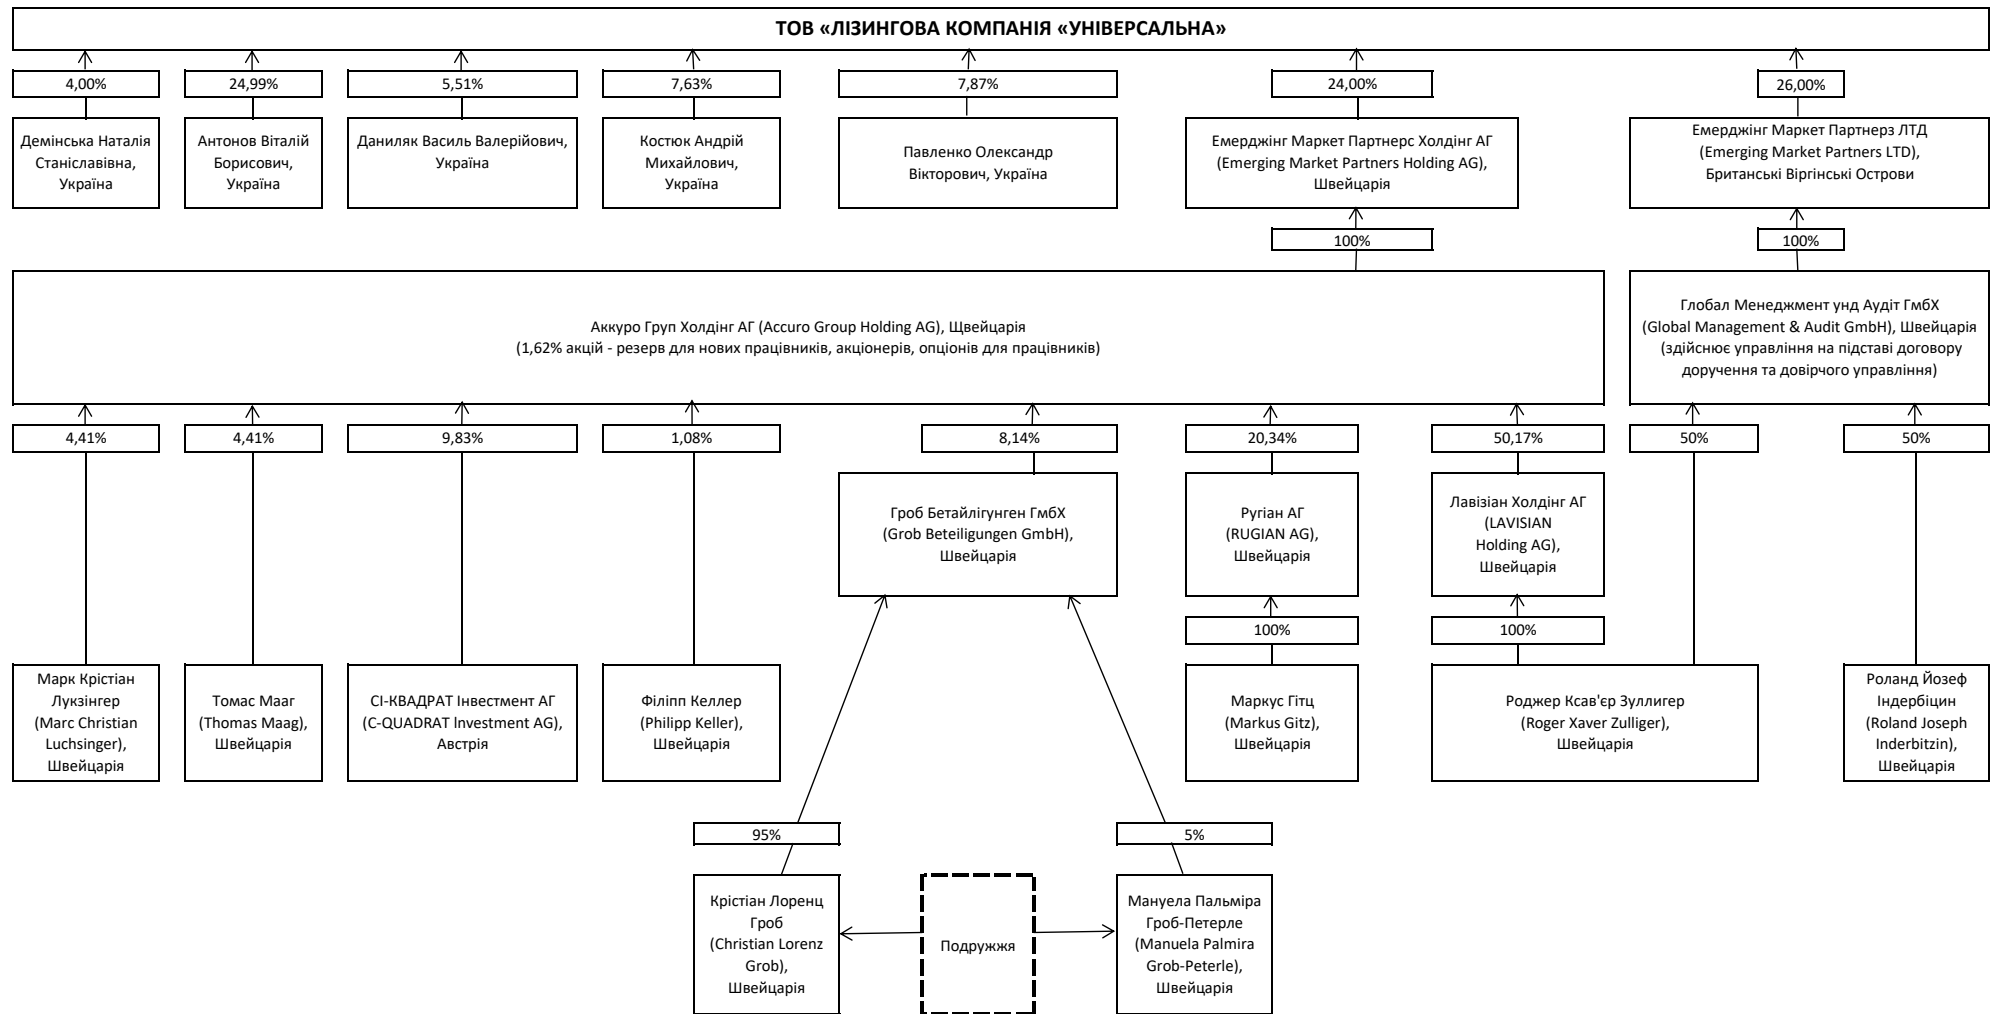 ТОВ «ЛІЗИНГОВА КОМПАНІЯ «УНІВЕРСАЛЬНА»
4,00%
24,99%
5,51%
7,63%
7,87%
24,00%
26,00%
Демінська Наталія
Станіславівна,
Україна
Антонов Віталій
Борисович,
Україна
Даниляк Василь Валерійович,
Україна
Костюк Андрій
Михайлович,
Україна
Павленко Олександр
Вікторович, Україна
Емерджінг Маркет Партнерс Холдінг АГ
(Emerging Market Partners Holding AG),
Швейцарія
Емерджінг Маркет Партнерз ЛТД
(Emerging Market Partners LTD),
Британські Віргінські Острови
100%
100%
Аккуро Груп Холдінг АГ (Accuro Group Holding AG), Щвейцарія
(1,62% акцій - резерв для нових працівників, акціонерів, опціонів для працівників)
Глобал Менеджмент унд Аудіт ГмбХ
(Global Management & Audit GmbH), Швейцарія
(здійснює управління на підставі договору
доручення та довірчого управління)
4,41%
4,41%
9,83%
1,08%
8,14%
20,34%
50,17%
50%
50%
Гроб Бетайлігунген ГмбХ
(Grob Beteiligungen GmbH),
Швейцарія
Ругіан АГ
(RUGIAN AG),
Швейцарія
Лавізіан Холдінг АГ
(LAVISIAN
Holding AG),
Швейцарія
100%
100%
Марк Крістіан
Лукзінгер
(Marc Christian
Luchsinger),
Швейцарія
Томас Мааг
(Thomas Maag),
Швейцарія
СІ-КВАДРАТ Інвестмент АГ
(C-QUADRAT lnvestment AG),
Австрія
Філіпп Келлер
(Philipp Keller),
Швейцарія
Маркус Гітц
(Markus Gitz),
Швейцарія
Роджер Ксав'єр Зуллигер
(Roger Xaver Zulliger),
Швейцарія
Роланд Йозеф
Індербіцин
(Roland Joseph
Inderbitzin),
Швейцарія
95%
5%
Крістіан Лоренц
Гроб
(Christian Lorenz
Grob),
Швейцарія
Подружжя
Мануела Пальміра
Гроб-Петерле
(Manuela Palmira
Grob-Peterle),
Швейцарія